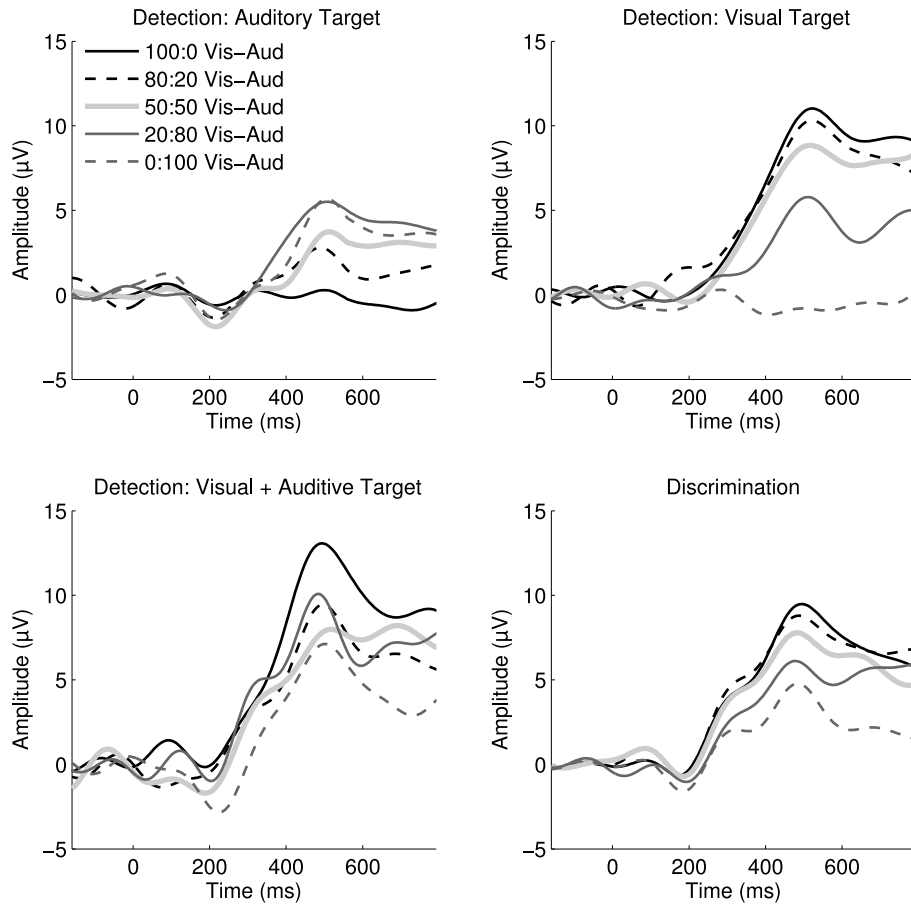 Detection: Auditory Target
15
10
5
0
−5
Amplitude (µV)
100:0 Vis−Aud
80:20 Vis−Aud
50:50 Vis−Aud
20:80 Vis−Aud
0:100 Vis−Aud
0 200 400 600
Time (ms)
Detection: Visual Target
15
10
5
0
−5
Amplitude (µV)
0 200 400 600
Time (ms)
Detection: Visual + Auditive Target
15
10
5
0
−5
Amplitude (µV)
0 200 400 600
Time (ms)
Discrimination
15
10
5
0
−5
Amplitude (µV)
0 200 400 600
Time (ms)